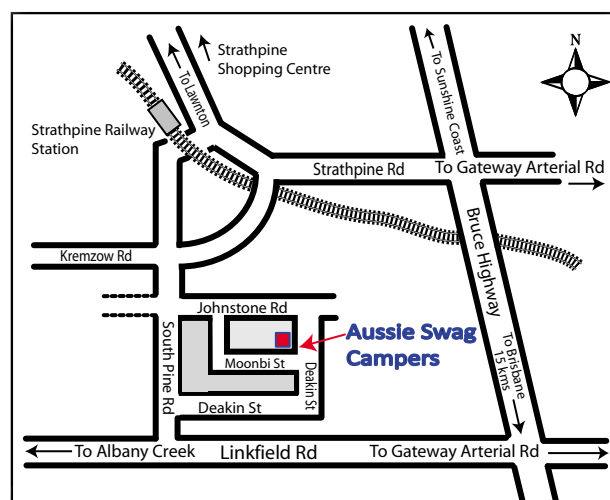 Strathpine
Shopping Centre
N
To Lawnton
To Sunshine Coast
Strathpine Railway
Station
Strathpine Rd
To Gateway Arterial Rd
Kremzow Rd
Bruce Highway
Johnstone Rd
South Pine Rd
Aussie Swag
Campers
Moonbi St
Deakin St
To Brisbane
15 kms
Deakin St
To Albany Creek
Linkfield Rd
To Gateway Arterial Rd